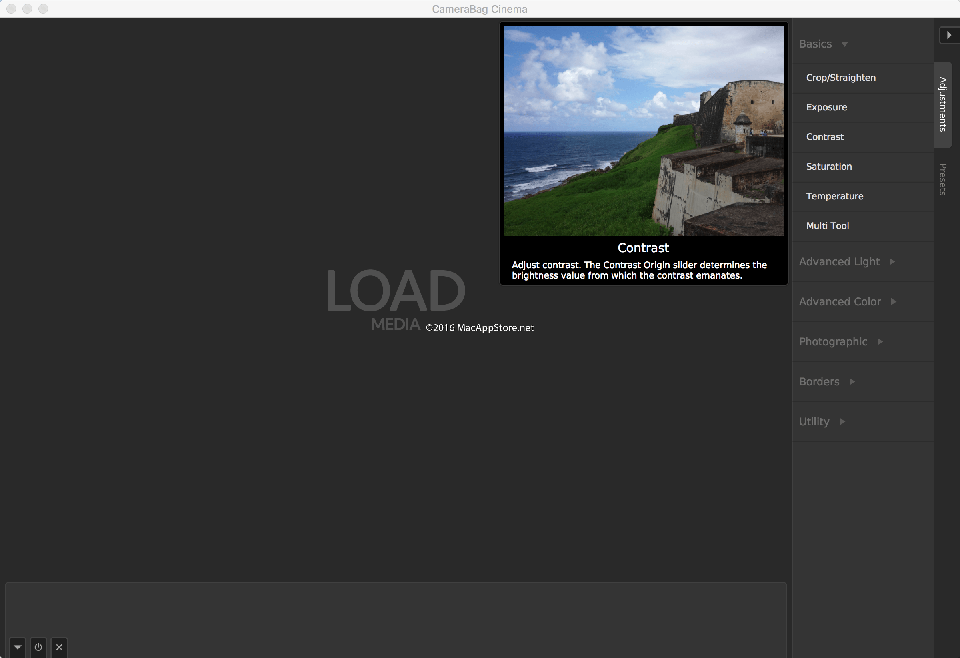 CameraBag Cinema
Basics
Crop/Straighten
Exposure
Contrast
Saturation
Temperature
Multi Tool
Advanced Light
Advanced Color
Photographic
Borders
Utility
Adjustments
Presets
Contrast
Adjust contrast. The Contrast Origin slider determines the
brightness value from which the contrast emanates.
LOAD
MEDIA
©2016 MacAppStore.net